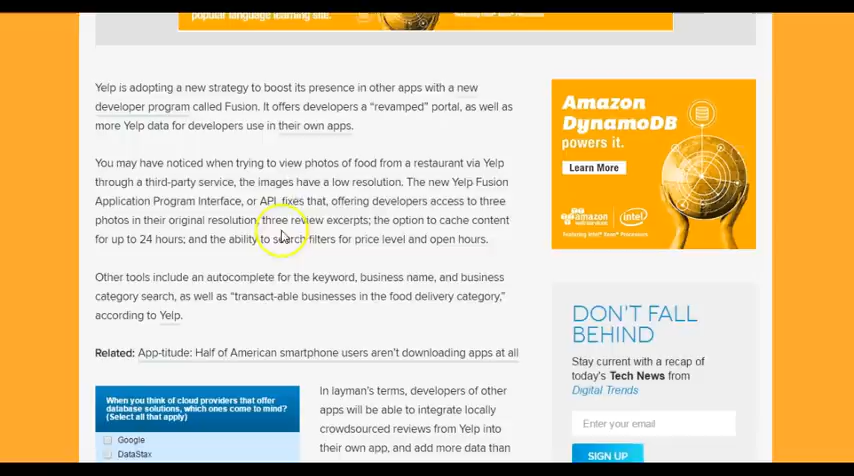 popular language learning site.
Yelp is adopting a new strategy to boost its presence in other apps with a new
developer program called Fusion. It offers developers a “revamped” portal, as well as
more Yelp data for developers use in their own apps.
You may have noticed when trying to view photos of food from a restaurant via Yelp
through a third-party service, the images have a low resolution. The new Yelp Fusion
Application Program Interface, or API, fixes that, offering developers access to three
photos in their original resolution; three review excerpts; the option to cache content
for up to 24 hours; and the ability to search filters for price level and open hours.
Other tools include an autocomplete for the keyword, business name, and business
category search, as well as “transact-able businesses in the food delivery category,”
according to Yelp.
Related: App-titude: Half of American smartphone users aren’t downloading apps at all
When you think of cloud providers that offer
database solutions, which ones come to mind?
(Select all that apply)
Google
DataStax
In layman’s terms, developers of other
apps will be able to integrate locally
crowdsourced reviews from Yelp into
their own app, and add more data than
Amazon
DynamoDB
powers it.
Learn More
amazon
web services
intel
Featuring Intel® Xeon® Processors
DON'T FALL
BEHIND
Stay current with a recap of
today's Tech News from
Digital Trends
Enter your email
SIGN UP